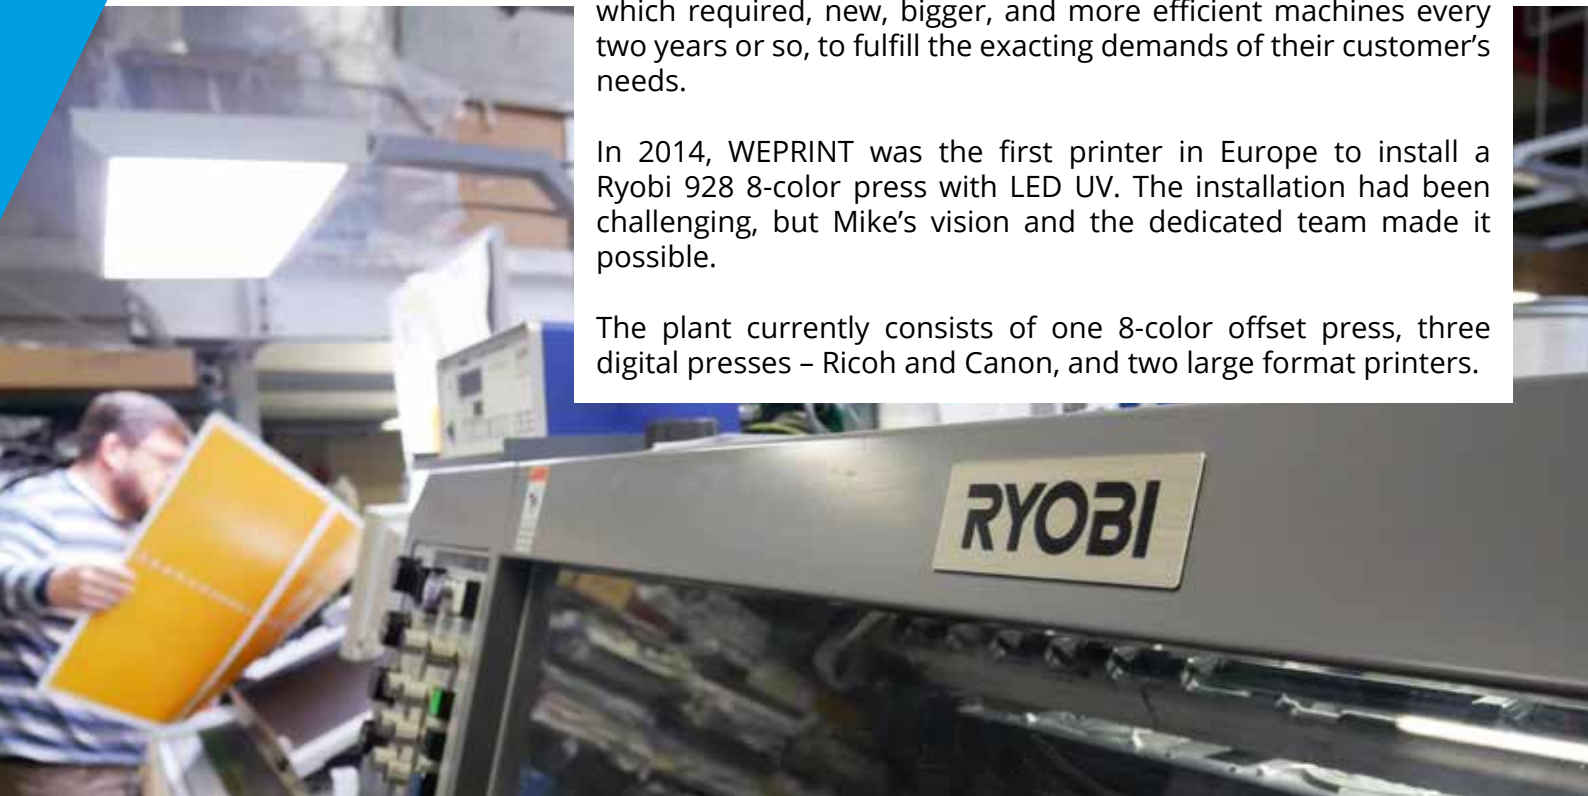 which required, new, bigger, and more efficient machines every
two years or so, to fulfill the exacting demands of their customer’s
needs.
In 2014, WEPRINT was the first printer in Europe to install a
Ryobi 928 8-color press with LED UV. The installation had been
challenging, but Mike’s vision and the dedicated team made it
possible.
The plant currently consists of one 8-color offset press, three
digital presses – Ricoh and Canon, and two large format printers.
RYOBI